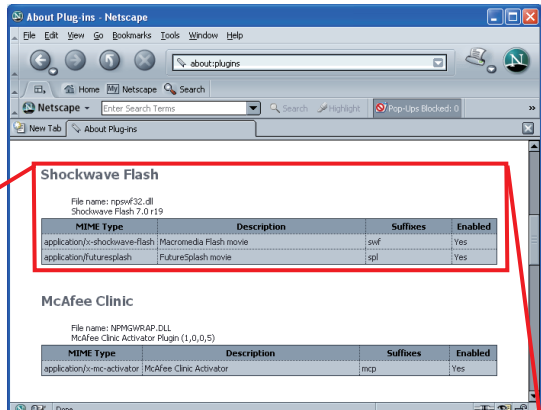 About Plug-ins - Netscape
File Edit View Go Bookmarks Tools Window Help
about:plugins
Home My Netscape Search
Netscape Enter Search Terms Search Highlight Pop-Ups Blocked: 0
New Tab About Plug-ins
Shockwave Flash
File name: npswf32.dll
Shockwave Flash 7.0 r19
MIME Type Description Suffixes Enabled
application/x-shockwave-flash Macromedia Flash movie swf Yes
application/futuresplash FutureSplash movie spl Yes
McAfee Clinic
File name: NPMGWRAP.DLL
McAfee Clinic Activator Plugin (1,0,0,5)
MIME Type Description Suffixes Enabled
application/x-mc-activator McAfee Clinic Activator mcp Yes
Done